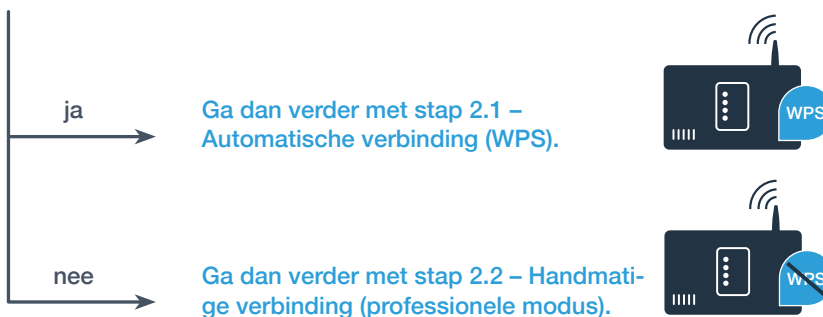 ja
Ga dan verder met stap 2.1 –
Automatische verbinding (WPS).
WPS
nee
Ga dan verder met stap 2.2 – Handmati-
ge verbinding (professionele modus).
WPS